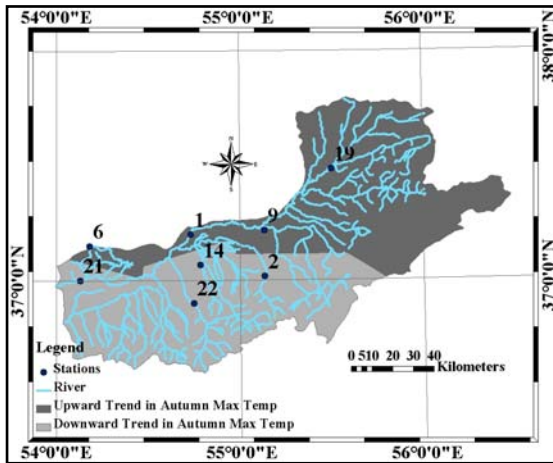 54°0'0"E 55°0'0"E 56°0'0"E
38°0'0"N
19
9
1
6
14
2
21
37°0'0"N 37°0'0"N
22
Legend
Stations
River
Upward Trend in Autumn Max Temp
Downward Trend in Autumn Max Temp
0 510 20 30 40
Kilometers
54°0'0"E 55°0'0"E 56°0'0"E